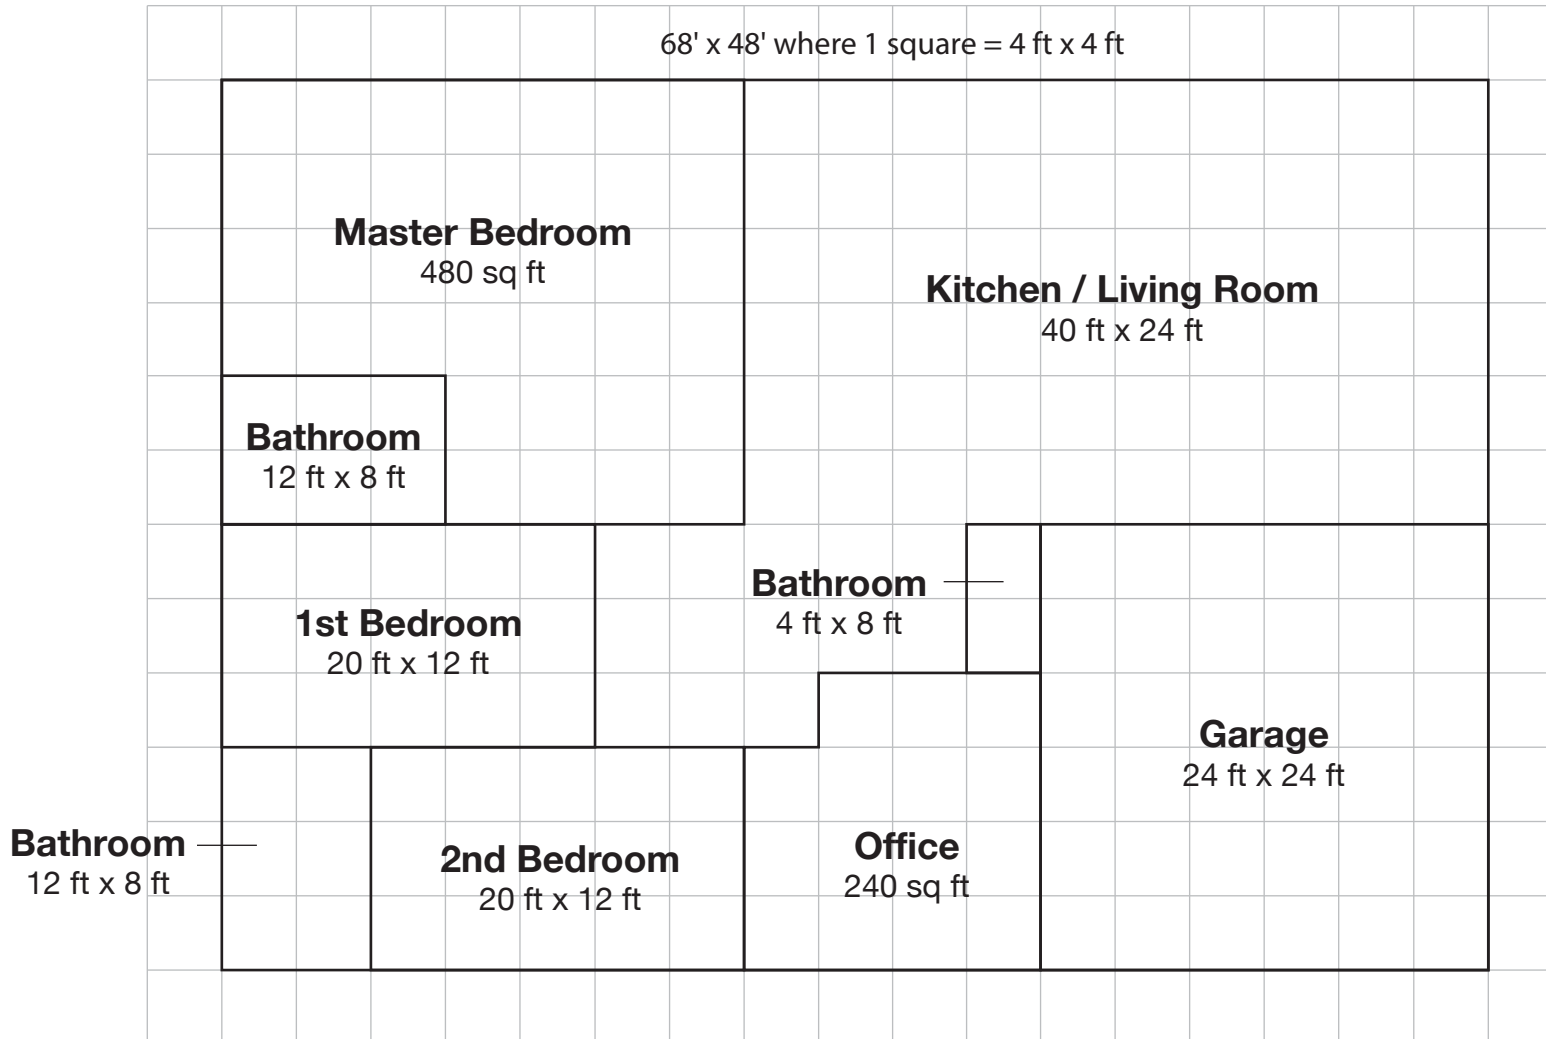 68' x 48' where 1 square = 4 ft x 4 ft
Master Bedroom
480 sq ft
Kitchen / Living Room
40 ft x 24 ft
Bathroom
12 ft x 8 ft
Bathroom
4 ft x 8 ft
1st Bedroom
20 ft x 12 ft
Garage
24 ft x 24 ft
Bathroom
12 ft x 8 ft
2nd Bedroom
20 ft x 12 ft
Office
240 sq ft